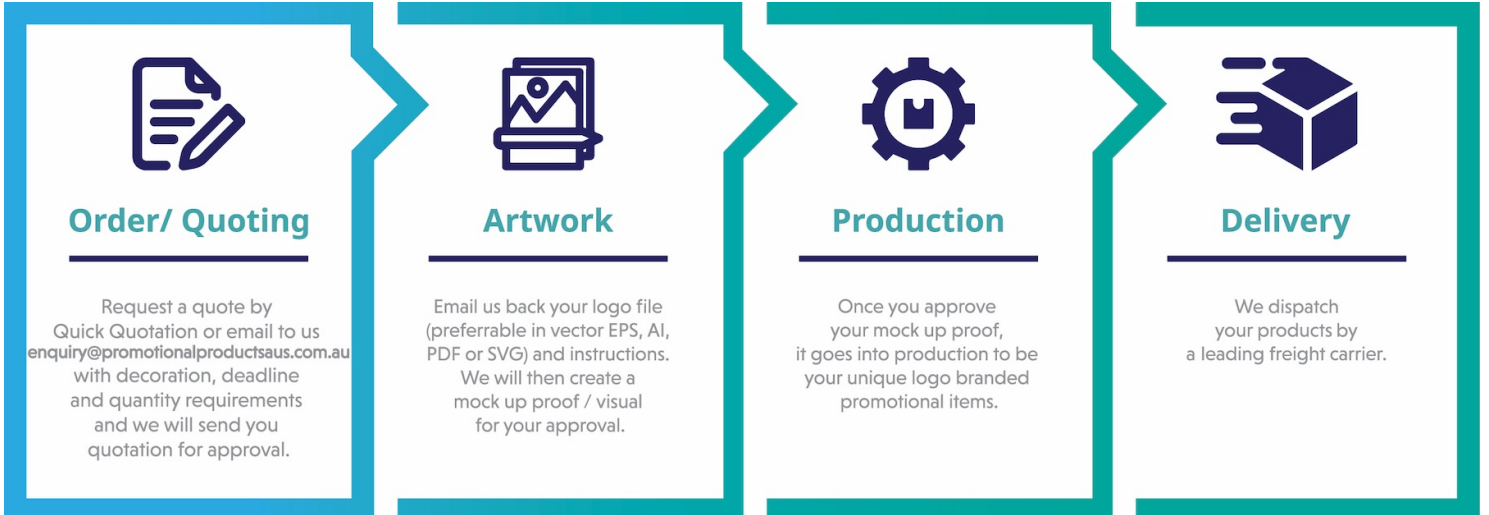 Order/ Quoting
Request a quote by
Quick Quotation or email to us
enquiry@promotionalproductsaus.com.au
with decoration, deadline
and quantity requirements
and we will send you
quotation for approval.
Artwork
Email us back your logo file
(preferrable in vector EPS, AI,
PDF or SVG) and instructions.
We will then create a
mock up proof / visual
for your approval.
Production
Once you approve
your mock up proof,
it goes into production to be
your unique logo branded
promotional items.
Delivery
We dispatch
your products by
a leading freight carrier.